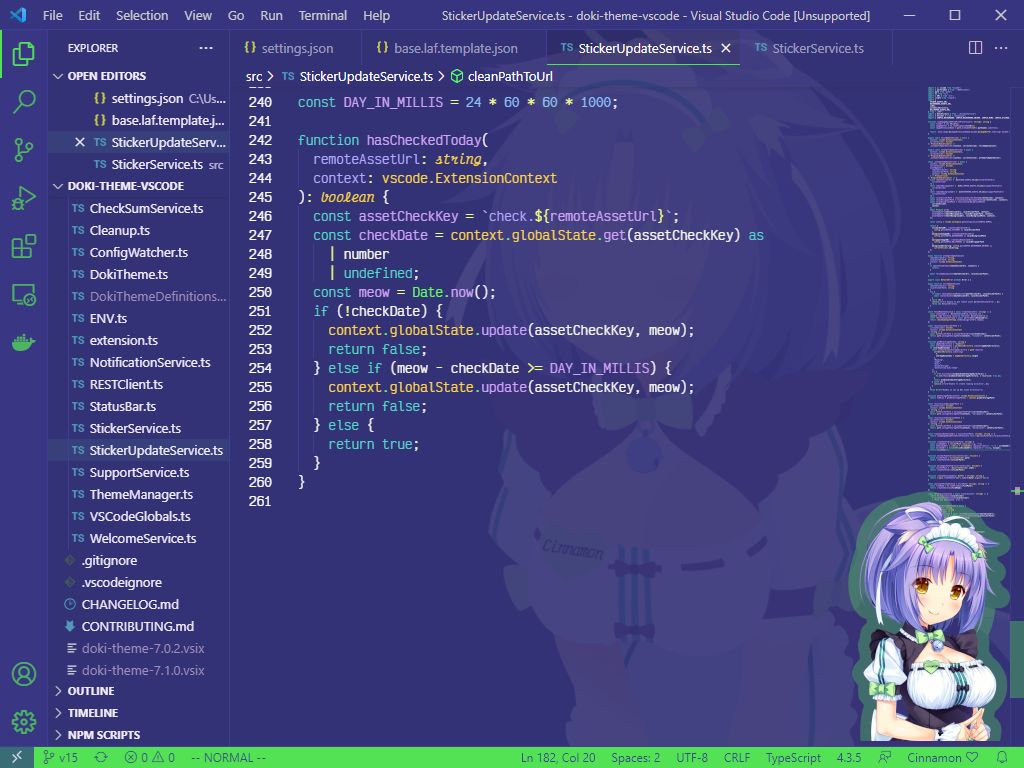 File Edit Selection View Go Run Terminal Help StickerUpdateService.ts - doki-theme-vscode - Visual Studio Code [Unsupported]
EXPLORER ···
OPEN EDITORS
{} settings.json C:\Us...
{} base.laf.template.j...
TS StickerUpdateServ...
TS StickerService.ts src
DOKI-THEME-VSCODE
TS CheckSumService.ts
TS Cleanup.ts
TS ConfigWatcher.ts
TS DokiTheme.ts
TS DokiThemeDefinitions...
TS ENV.ts
TS extension.ts
TS NotificationService.ts
TS RESTClient.ts
TS StatusBar.ts
TS StickerService.ts
TS StickerUpdateService.ts
TS SupportService.ts
TS ThemeManager.ts
TS VSCodeGlobals.ts
TS WelcomeService.ts
.gitignore
.vscodeignore
CHANGELOG.md
CONTRIBUTING.md
doki-theme-7.0.2.vsix
doki-theme-7.1.0.vsix
OUTLINE
TIMELINE
NPM SCRIPTS
{} settings.json {} base.laf.template.json TS StickerUpdateService.ts TS StickerService.ts
src > TS StickerUpdateService.ts > cleanPathToUrl
240 const DAY_IN_MILLIS = 24 * 60 * 60 * 1000;
241
242 function hasCheckedToday(
243 remoteAssetUrl: string,
244 context: vscode.ExtensionContext
245 ): boolean {
246 const assetCheckKey = `check.${remoteAssetUrl}`;
247 const checkDate = context.globalState.get(assetCheckKey) as
248 | number
249 | undefined;
250 const meow = Date.now();
251 if (!checkDate) {
252 context.globalState.update(assetCheckKey, meow);
253 return false;
254 } else if (meow - checkDate >= DAY_IN_MILLIS) {
255 context.globalState.update(assetCheckKey, meow);
256 return false;
257 } else {
258 return true;
259 }
260 }
261
Cinnamon
v15 0 0 -- NORMAL -- Ln 182, Col 20 Spaces: 2 UTF-8 CRLF TypeScript 4.3.5 Cinnamon ♡